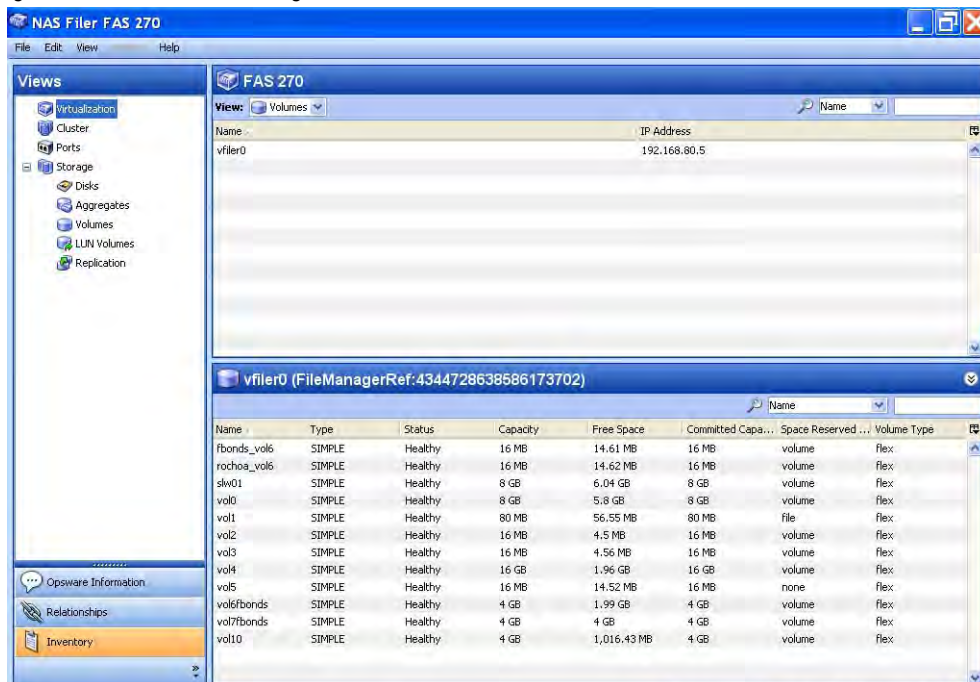 NAS Filer FAS 270
File Edit View Help
Views
Virtualization
Cluster
Ports
Storage
Disks
Aggregates
Volumes
LUN Volumes
Replication
Opsware Information
Relationships
Inventory
FAS 270
View: Volumes Name
Name IP Address
vfiler0 192.168.80.5
vfiler0 (FileManagerRef:4344728638586173702)
Name
Name Type Status Capacity Free Space Committed Capa... Space Reserved ... Volume Type
fbonds_vol6 SIMPLE Healthy 16 MB 14.61 MB 16 MB volume flex
rochoa_vol6 SIMPLE Healthy 16 MB 14.62 MB 16 MB volume flex
slw01 SIMPLE Healthy 8 GB 6.04 GB 8 GB volume flex
vol0 SIMPLE Healthy 8 GB 5.8 GB 8 GB volume flex
vol1 SIMPLE Healthy 80 MB 56.55 MB 80 MB file flex
vol2 SIMPLE Healthy 16 MB 4.5 MB 16 MB volume flex
vol3 SIMPLE Healthy 16 MB 4.56 MB 16 MB volume flex
vol4 SIMPLE Healthy 16 GB 1.96 GB 16 GB volume flex
vol5 SIMPLE Healthy 16 MB 14.52 MB 16 MB none flex
vol6fbonds SIMPLE Healthy 4 GB 1.99 GB 4 GB volume flex
vol7fbonds SIMPLE Healthy 4 GB 4 GB 4 GB volume flex
vol10 SIMPLE Healthy 4 GB 1,016.43 MB 4 GB volume flex